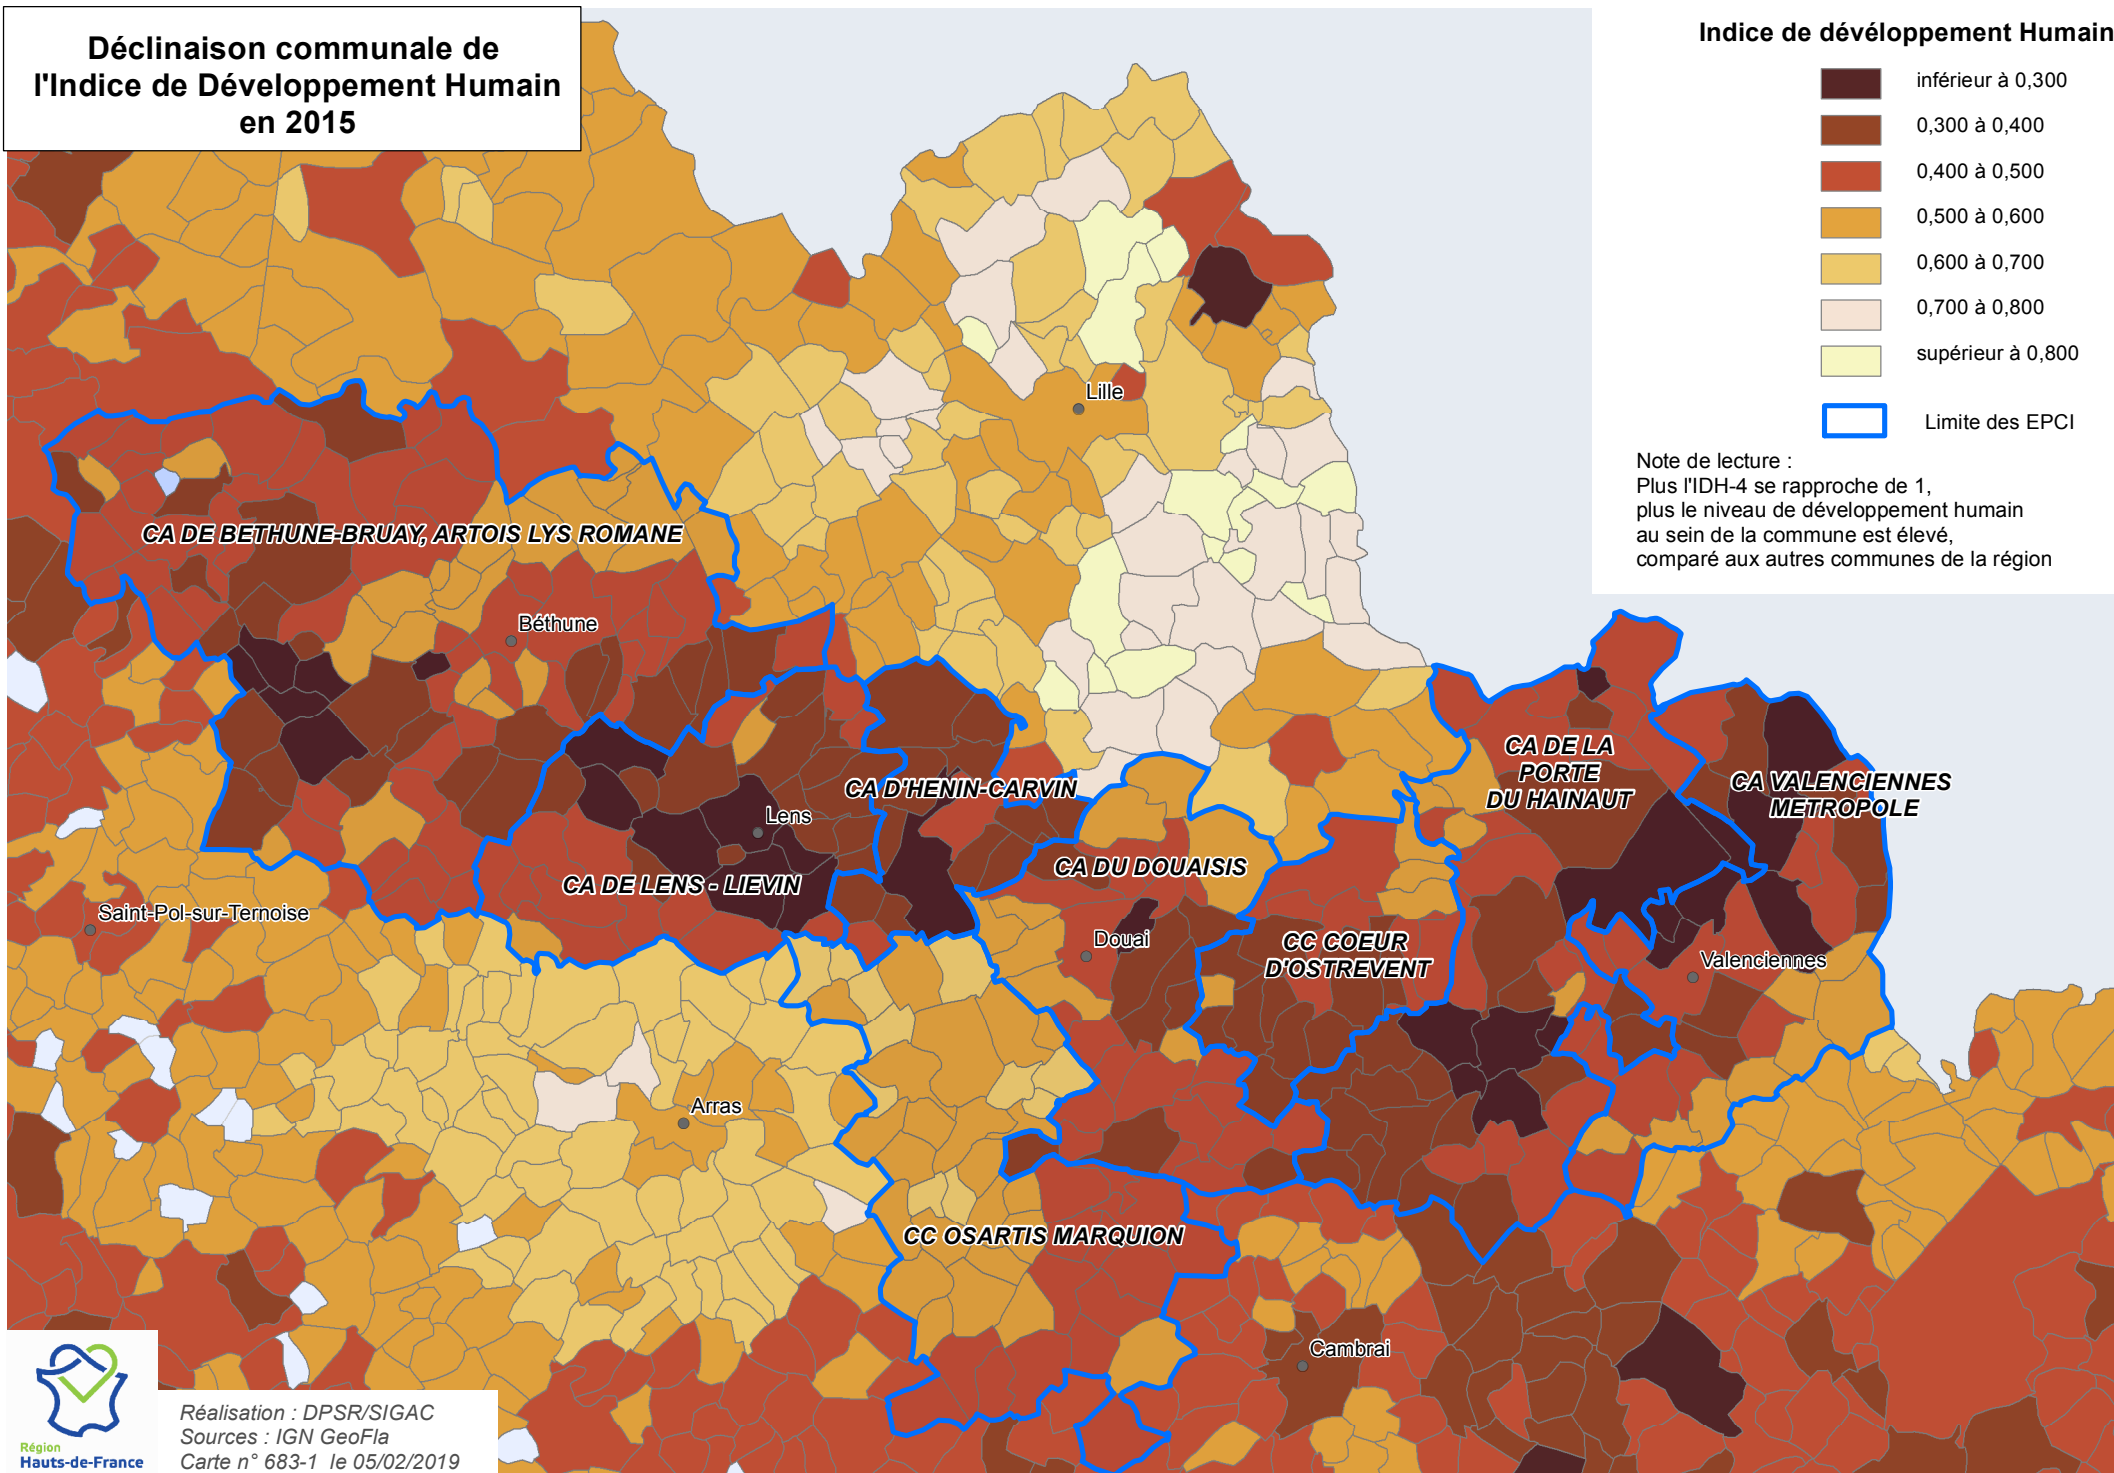 Déclinaison communale de
l'Indice de Développement Humain
en 2015
Indice de dévéloppement Humain
inférieur à 0,300
0,300 à 0,400
0,400 à 0,500
0,500 à 0,600
0,600 à 0,700
0,700 à 0,800
supérieur à 0,800
Limite des EPCI
Note de lecture :
Plus l'IDH-4 se rapproche de 1,
plus le niveau de développement humain
au sein de la commune est élevé,
comparé aux autres communes de la région
Lille
CA DE BETHUNE-BRUAY, ARTOIS LYS ROMANE
Béthune
CA DE LA
PORTE
DU HAINAUT
CA VALENCIENNES
METROPOLE
CA D'HENIN-CARVIN
Lens
CA DU DOUAISIS
CA DE LENS - LIEVIN
Saint-Pol-sur-Ternoise
Douai
CC COEUR
D'OSTREVENT
Valenciennes
Arras
CC OSARTIS MARQUION
Cambrai
Région
Hauts-de-France
Réalisation : DPSR/SIGAC
Sources : IGN GeoFla
Carte n° 683-1 le 05/02/2019